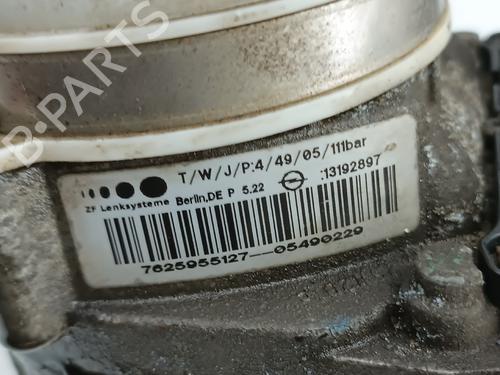 B-PARTS
T/W/J/P:4/49/05/111bar
ZF Lenksysteme Berlin,DE P 5.22 :13192897
7625955127--05490229